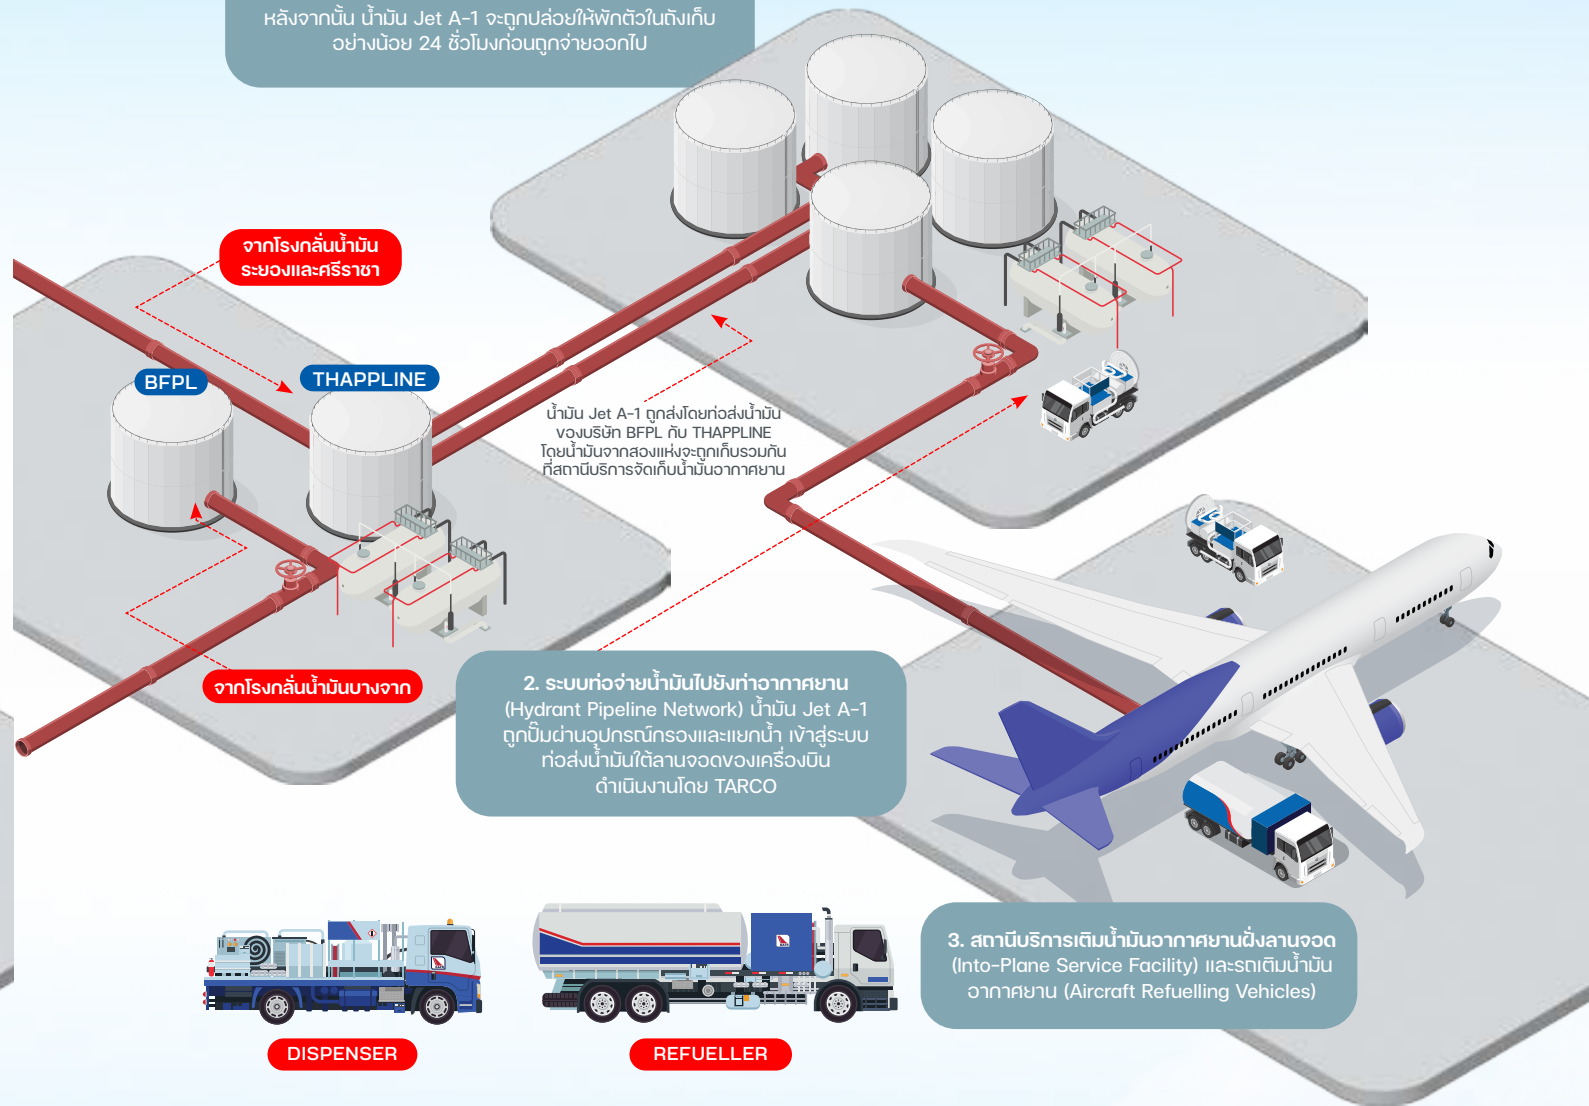 หลังจากนั้น น้ำมัน Jet A-1 จะถูกปล่อยให้พักตัวในถังเก็บ
อย่างน้อย 24 ชั่วโมงก่อนถูกจ่ายออกไป
จากโรงกลั่นน้ำมัน
ระยองและศรีราชา
BFPL
THAPPLINE
น้ำมัน Jet A-1 ถูกส่งโดยท่อส่งน้ำมัน
ของบริษัท BFPL กับ THAPPLINE
โดยน้ำมันจากสองแห่งจะถูกเก็บรวมกัน
ที่สถานีบริการจัดเก็บน้ำมันอากาศยาน
จากโรงกลั่นน้ำมันบางจาก
2. ระบบท่อจ่ายน้ำมันไปยังท่าอากาศยาน
(Hydrant Pipeline Network) น้ำมัน Jet A-1
ถูกปั๊มผ่านอุปกรณ์กรองและแยกน้ำ เข้าสู่ระบบ
ท่อส่งน้ำมันใต้ลานจอดของเครื่องบิน
ดำเนินงานโดย TARCO
3. สถานีบริการเติมน้ำมันอากาศยานฝั่งลานจอด
(Into-Plane Service Facility) และรถเติมน้ำมัน
อากาศยาน (Aircraft Refuelling Vehicles)
DISPENSER
REFUELLER